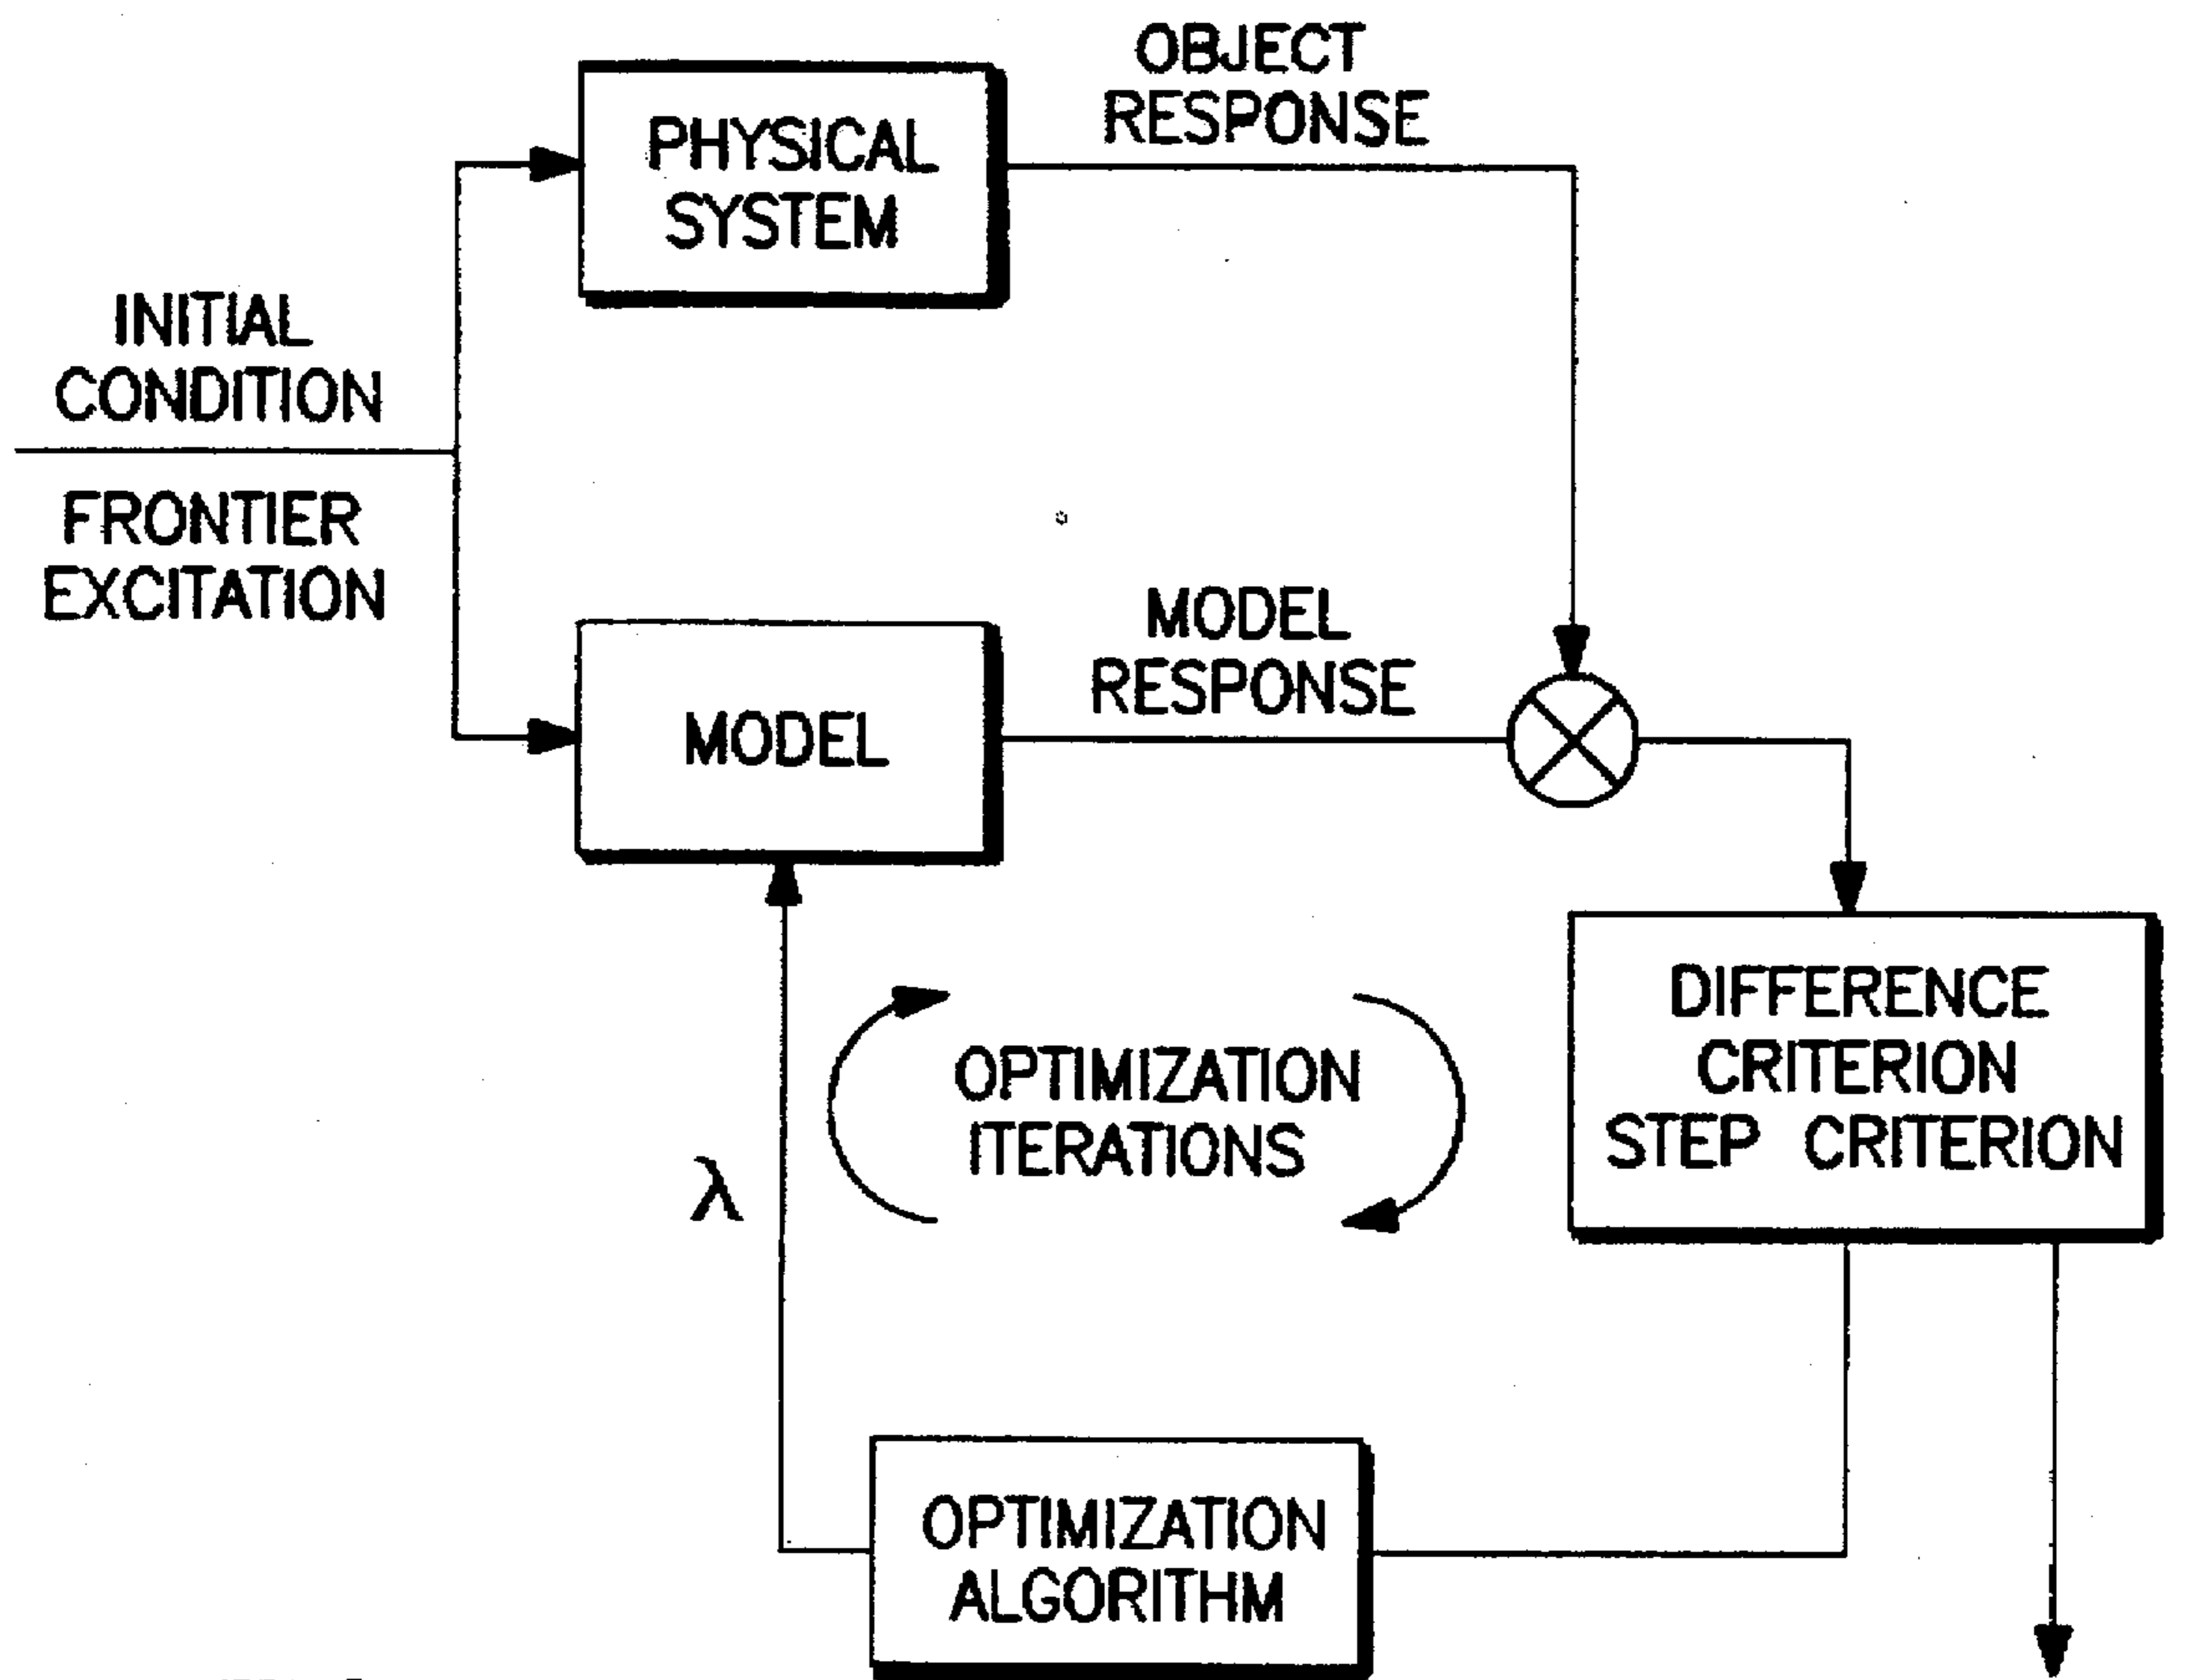 OBJECT
RESPONSE
PHYSICAL
SYSTEM
INITIAL
CONDITION
FRONTIER
EXCITATION
MODEL
RESPONSE
MODEL
DIFFERENCE
CRITERION
STEP CRITERION
OPTIMIZATION
ITERATIONS
λ
OPTIMIZATION
ALGORITHM